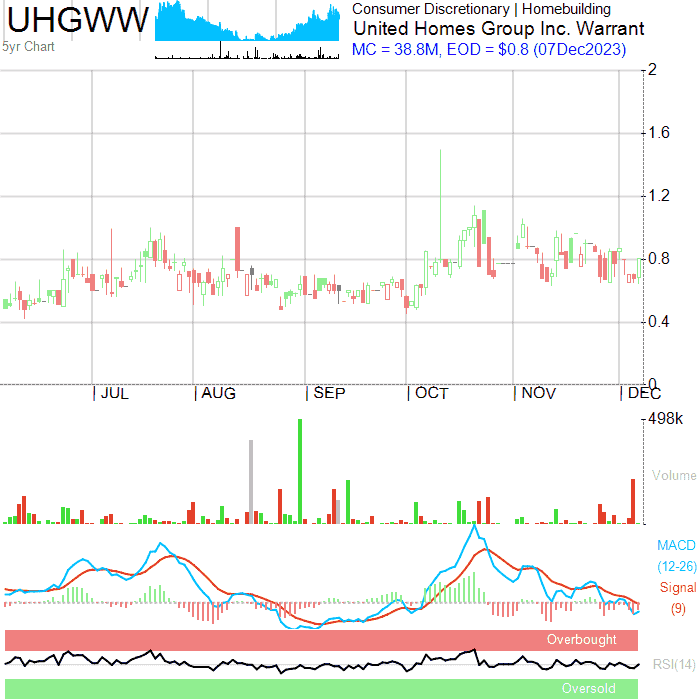 UHGWW
5yr Chart
Consumer Discretionary | Homebuilding
United Homes Group Inc. Warrant
MC = 38.8M, EOD = $0.8 (07Dec2023)
2
1.6
1.2
0.8
0.4
0
JUL AUG SEP OCT NOV DEC
498k
Volume
MACD
(12-26)
Signal
(9)
Overbought
RSI(14)
Oversold